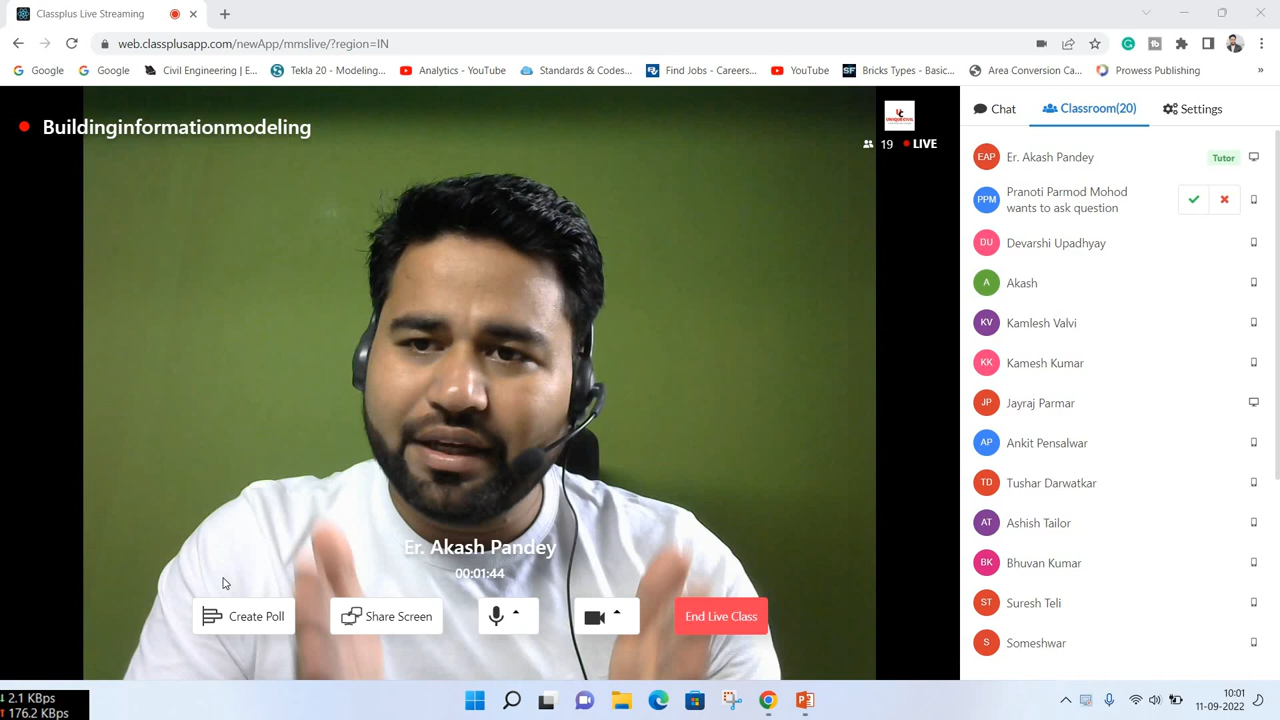 Classplus Live Streaming
web.classplusapp.com/newApp/mmslive/?region=IN
Google
Google
Civil Engineering | E...
Tekla 20 - Modeling...
Analytics - YouTube
Standards & Codes...
Find Jobs - Careers...
YouTube
SF
Bricks Types - Basic...
Area Conversion Ca...
Prowess Publishing
»
Buildinginformationmodeling
UC
UNIQUE CIVIL
19
LIVE
Er. Akash Pandey
00:01:44
Create Poll
Share Screen
End Live Class
Chat
Classroom(20)
Settings
EAP
Er. Akash Pandey
Tutor
PPM
Pranoti Parmod Mohod
wants to ask question
DU
Devarshi Upadhyay
A
Akash
KV
Kamlesh Valvi
KK
Kamesh Kumar
JP
Jayraj Parmar
AP
Ankit Pensalwar
TD
Tushar Darwatkar
AT
Ashish Tailor
BK
Bhuvan Kumar
ST
Suresh Teli
S
Someshwar
↓ 2.1 KBps
↑ 176.2 KBps
10:01
11-09-2022